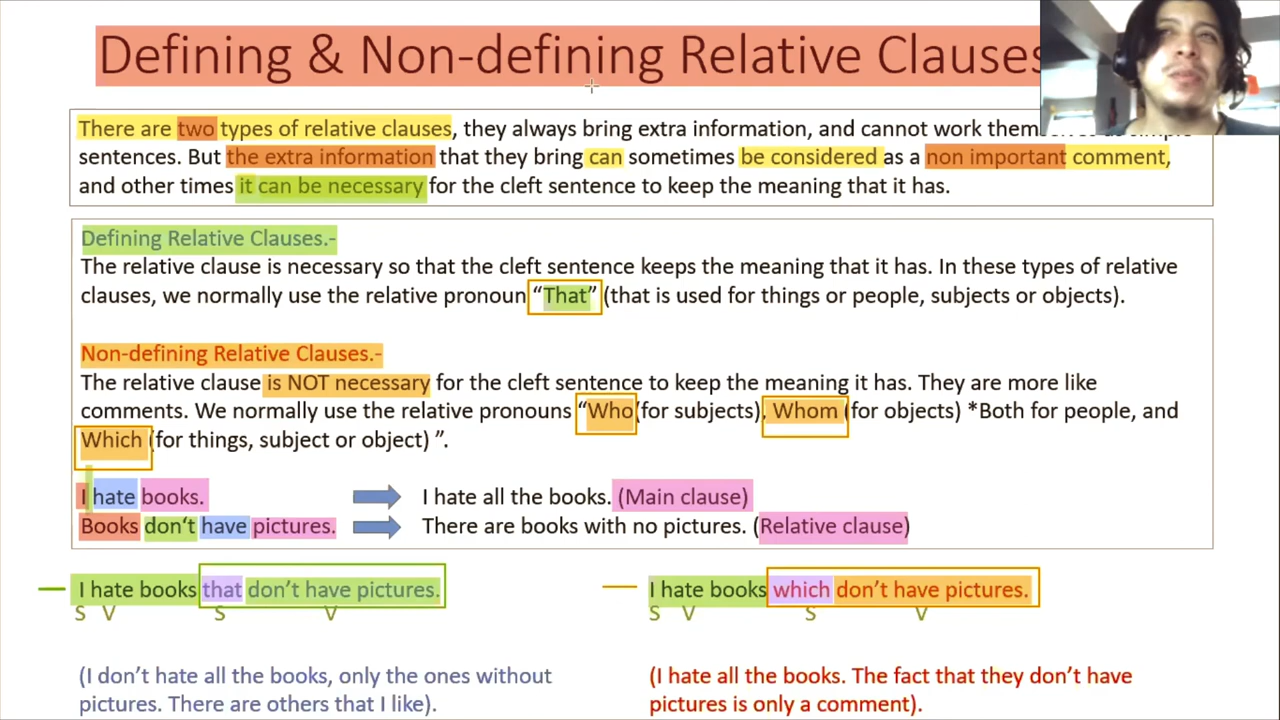 Defining & Non-defining Relative Clauses
There are two types of relative clauses, they always bring extra information, and cannot work
sentences. But the extra information that they bring can sometimes be considered as a non important comment,
and other times it can be necessary for the cleft sentence to keep the meaning that it has.
Defining Relative Clauses.-
The relative clause is necessary so that the cleft sentence keeps the meaning that it has. In these types of relative
clauses, we normally use the relative pronoun “That” (that is used for things or people, subjects or objects).
Non-defining Relative Clauses.-
The relative clause is NOT necessary for the cleft sentence to keep the meaning it has. They are more like
comments. We normally use the relative pronouns “Who (for subjects), Whom (for objects) *Both for people, and
Which (for things, subject or object) ”.
I hate books. I hate all the books. (Main clause)
Books don‘t have pictures. There are books with no pictures. (Relative clause)
I hate books that don’t have pictures. I hate books which don’t have pictures.
S V S V S V S V
(I don’t hate all the books, only the ones without
pictures. There are others that I like).
(I hate all the books. The fact that they don’t have
pictures is only a comment).